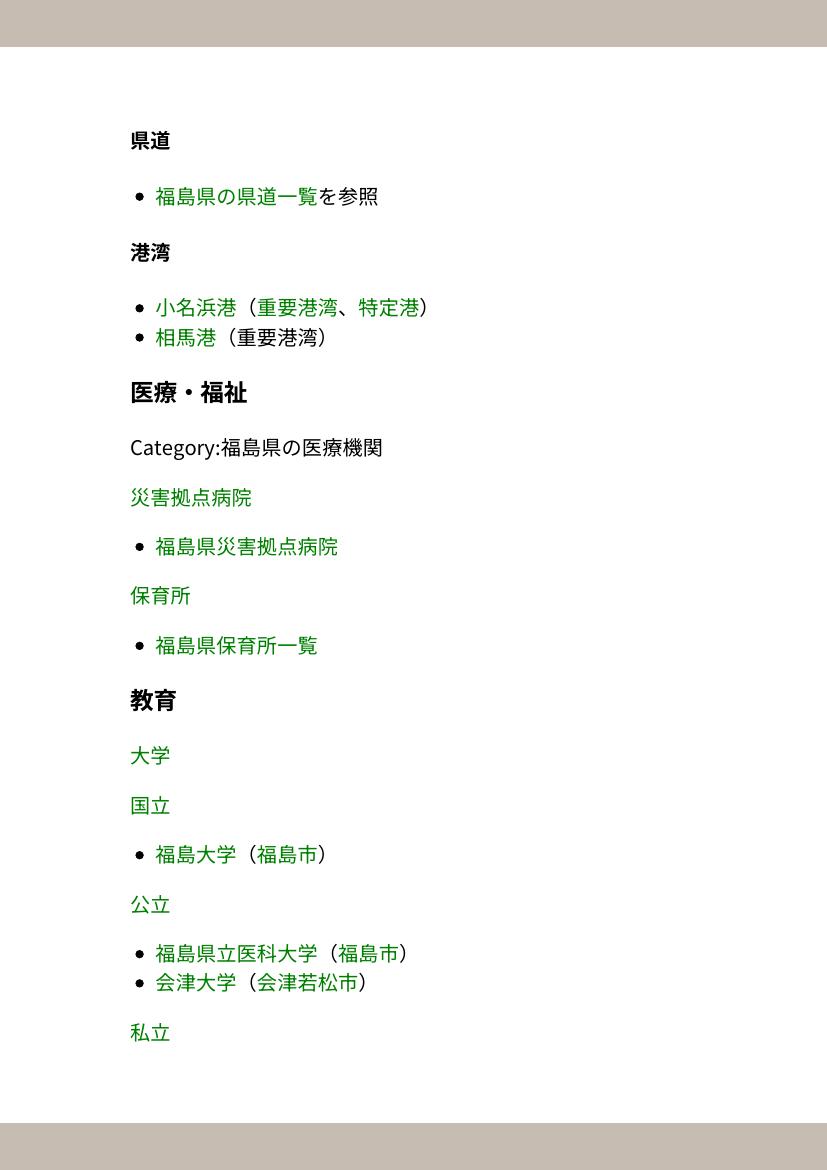 県道
• 福島県の県道一覧を参照
港湾
• 小名浜港（重要港湾、特定港）
• 相馬港（重要港湾）
医療・福祉
Category:福島県の医療機関
災害拠点病院
• 福島県災害拠点病院
保育所
• 福島県保育所一覧
教育
大学
国立
• 福島大学（福島市）
公立
• 福島県立医科大学（福島市）
• 会津大学（会津若松市）
私立